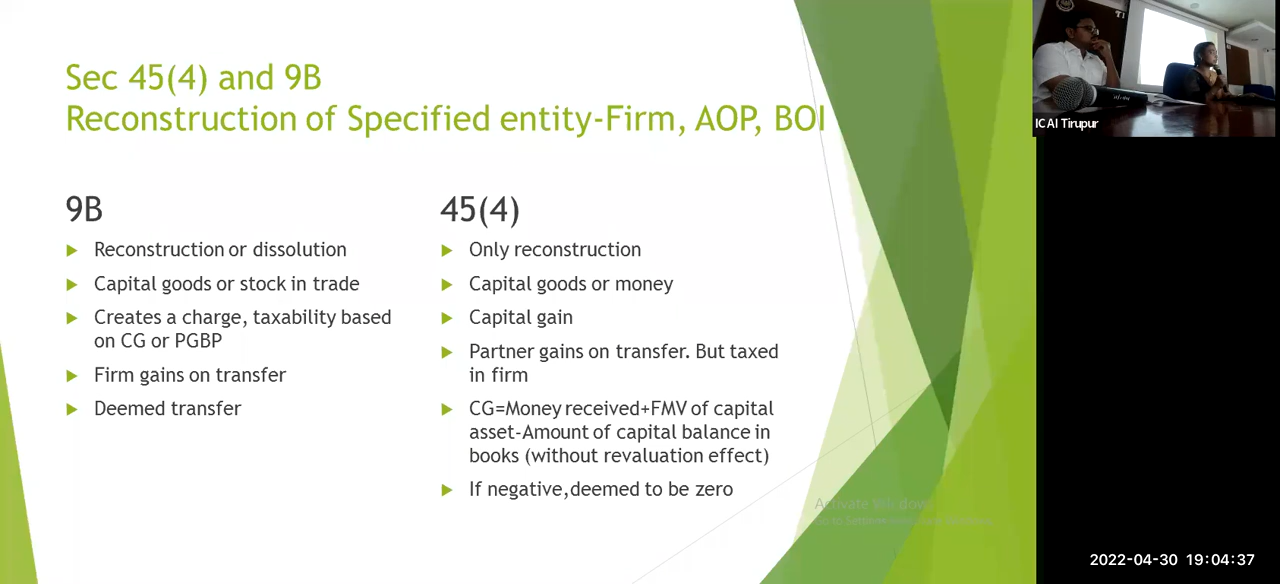 Sec 45(4) and 9B
Reconstruction of Specified entity-Firm, AOP, BOI
9B
Reconstruction or dissolution
Capital goods or stock in trade
Creates a charge, taxability based
on CG or PGBP
Firm gains on transfer
Deemed transfer
45(4)
Only reconstruction
Capital goods or money
Capital gain
Partner gains on transfer. But taxed
in firm
CG=Money received+FMV of capital
asset-Amount of capital balance in
books (without revaluation effect)
If negative,deemed to be zero
Activate Windows
ICAI Tirupur
2022-04-30 19:04:37